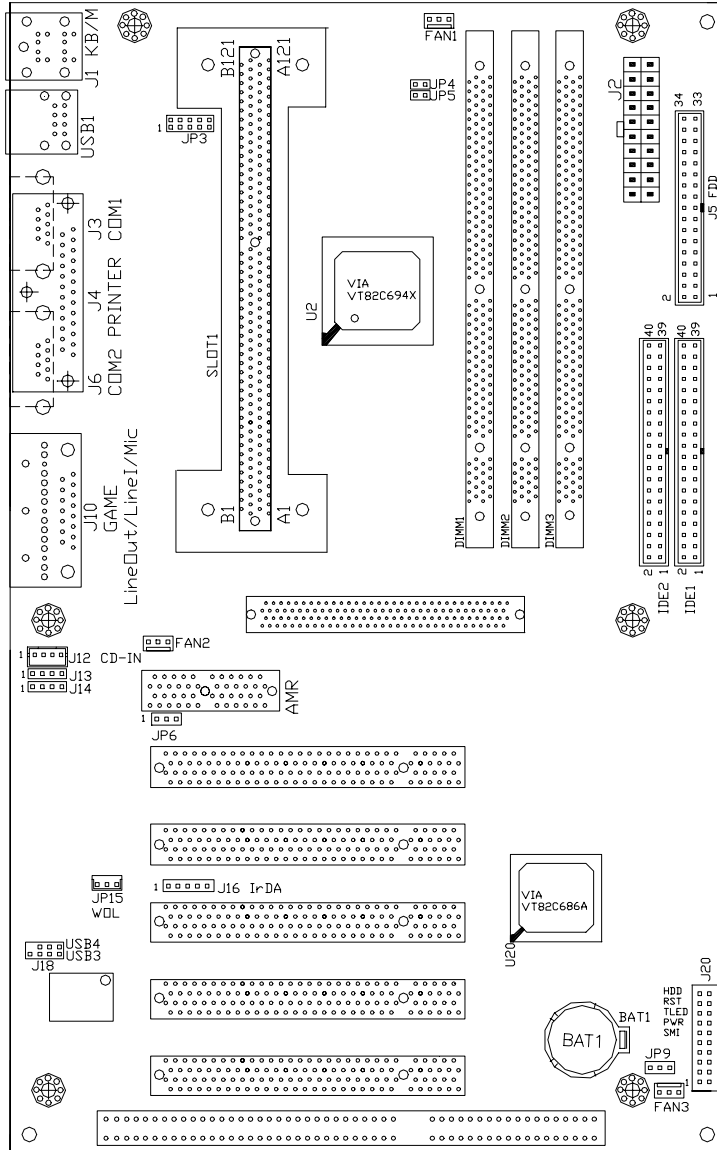 J1 KB/M
USB1
J3 COM1
J4 PRINTER
J6 COM2
J10 GAME
LineOut/LineI/Mic
B121
A121
1
JP3
SLOT1
B1
A1
FAN1
JP4
JP5
U2
VIA
VT82C694X
DIMM1
DIMM2
DIMM3
J2
34
33
J5 FDD
2
1
40
39
40
39
2
1
2
1
IDE2
IDE1
1
J12 CD-IN
1
J13
1
J14
FAN2
AMR
1
JP6
JP15
WOL
1
J16 IrDA
USB4
USB3
J18
VIA
VT82C686A
U20
BAT1
BAT1
HDD
RST
TLED
PWR
SMI
J20
JP9
1
FAN3